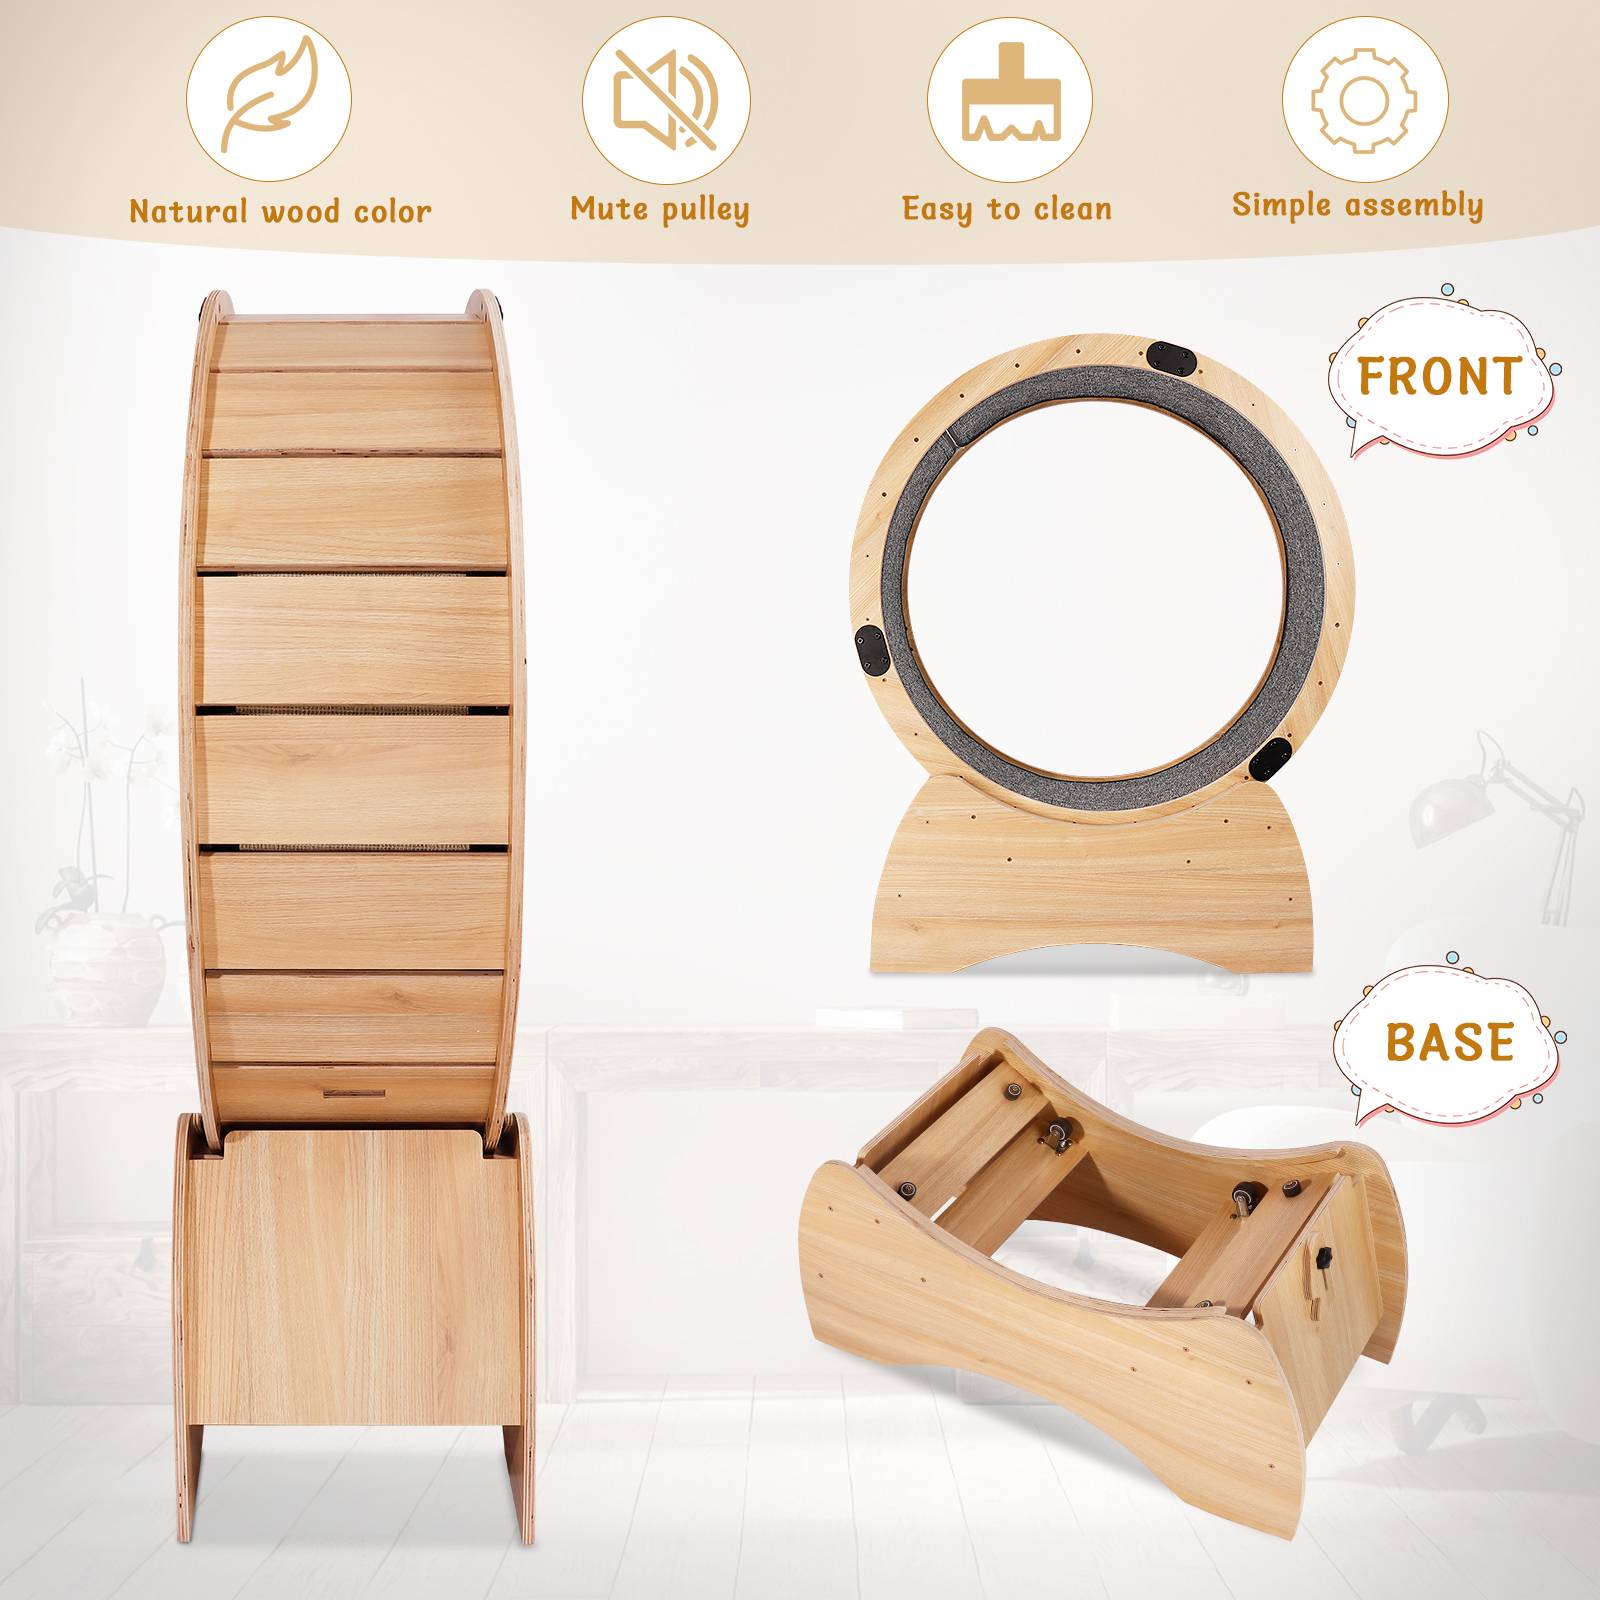 Natural wood color
Mute pulley
Easy to clean
Simple assembly
FRONT
BASE